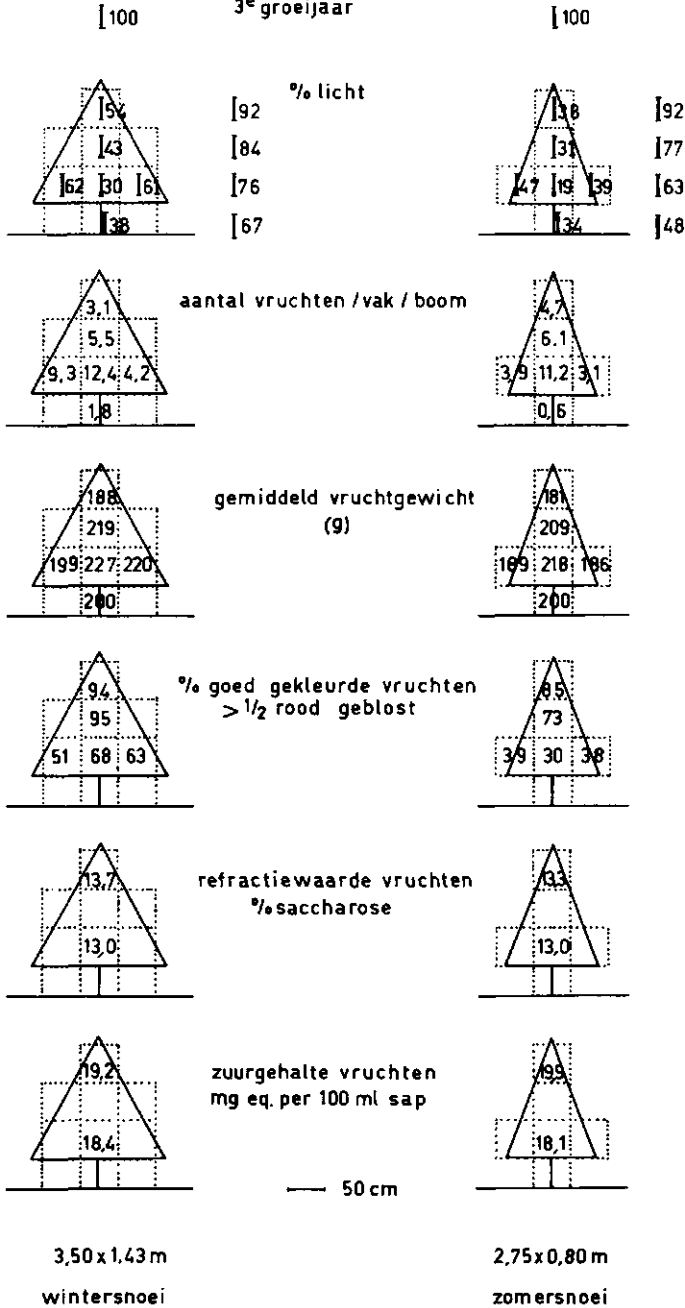 3e groeijaar
100 100
% licht
54 92 38 92
43 84 31 77
62 30 61 76 47 19 39 63
38 67 34 48
aantal vruchten / vak / boom
3,1 4,7
5,5 6.1
9,3 12,4 4,2 3,9 11,2 3,1
1,8 0,6
gemiddeld vruchtgewicht
(g)
188 181
219 209
199 227 220 189 218 186
200 200
% goed gekleurde vruchten
> 1/2 rood geblost
94 85
95 73
51 68 63 39 30 38
refractiewaarde vruchten
% saccharose
13,7 13,3
13,0 13,0
zuurgehalte vruchten
mg eq. per 100 ml sap
19,2 19,9
18,4 18,1
50 cm
3,50 x 1,43 m 2,75 x 0,80 m
wintersnoei zomersnoei